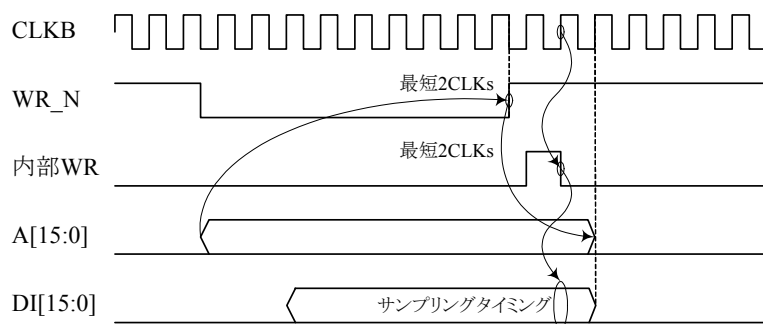 CLKB
最短2CLKs
WR_N
最短2CLKs
内部WR
A[15:0]
DI[15:0]
サンプリングタイミング